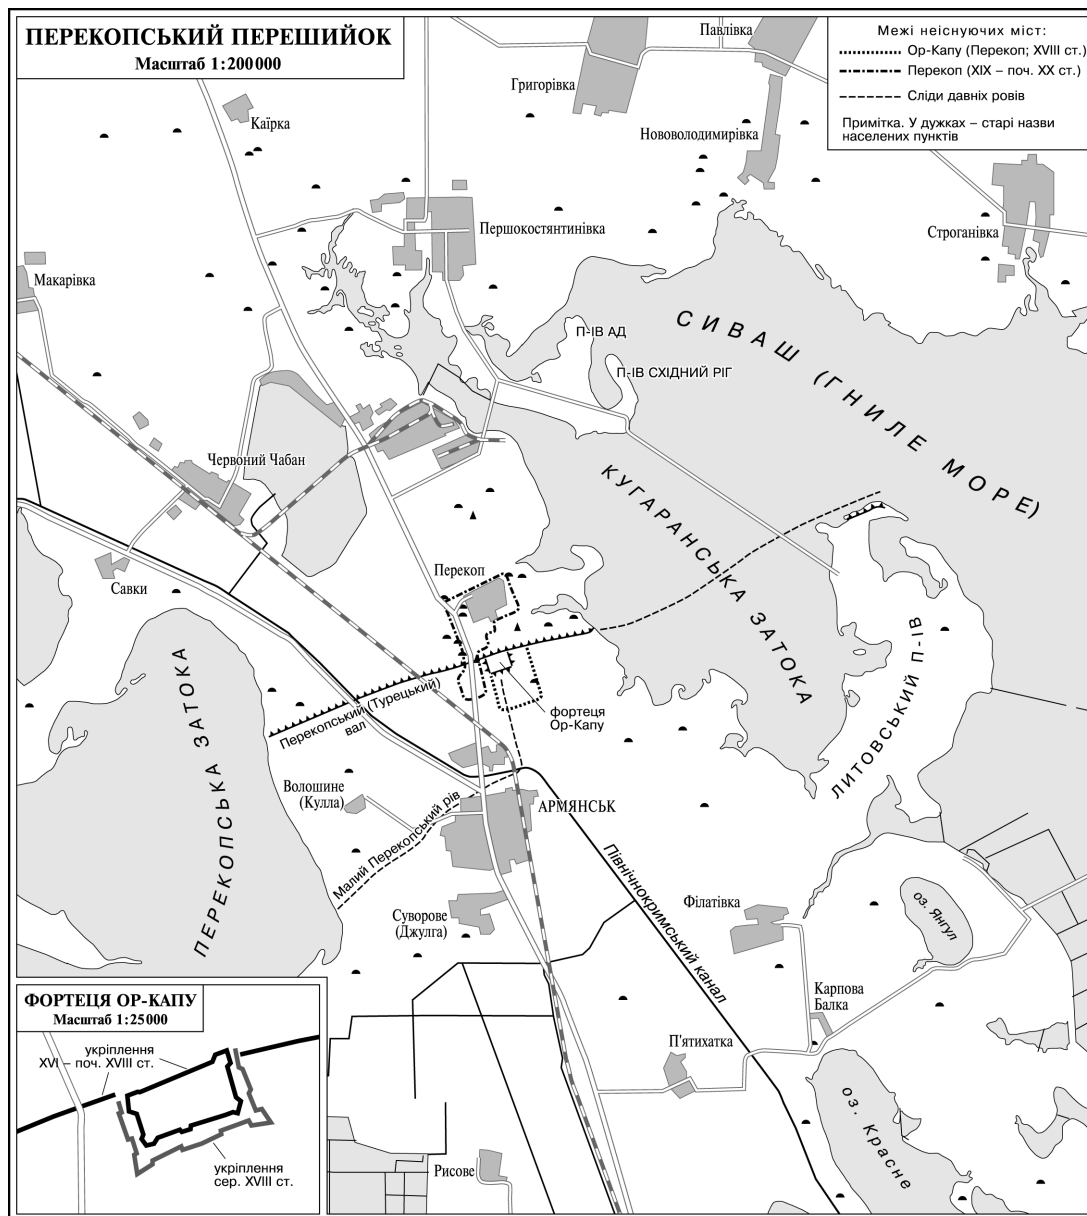 ПЕРЕКОПСЬКИЙ ПЕРЕШИЙОК
Масштаб 1:200000
Межі неіснуючих міст:
Ор-Капу (Перекоп; XVIII ст.)
Перекоп (XIX – поч. XX ст.)
Сліди давніх ровів
Примітка. У дужках – старі назви
населених пунктів
Павлівка
Григорівка
Каїрка
Нововолодимирівка
Першокостянтинівка
Строганівка
Макарівка
СИВАШ (ГНИЛЕ МОРЕ)
П-ІВ АД
П-ІВ СХІДНИЙ РІГ
Червоний Чабан
КУГАРАНСЬКА ЗАТОКА
Савки
Перекоп
ЛИТОВСЬКИЙ П-ІВ
ПЕРЕКОПСЬКА ЗАТОКА
Перекопський (Турецький)
вал
фортеця
Ор-Капу
Волошине
(Кулла)
АРМЯНСЬК
Малий Перекопський рів
Північнокримський канал
Суворове
(Джулга)
Філатівка
оз. Янгул
Карпова
Балка
П'ятихатка
оз. Красне
Рисове
ФОРТЕЦЯ ОР-КАПУ
Масштаб 1:25000
укріплення
XVI – поч. XVIII ст.
укріплення
сер. XVIII ст.